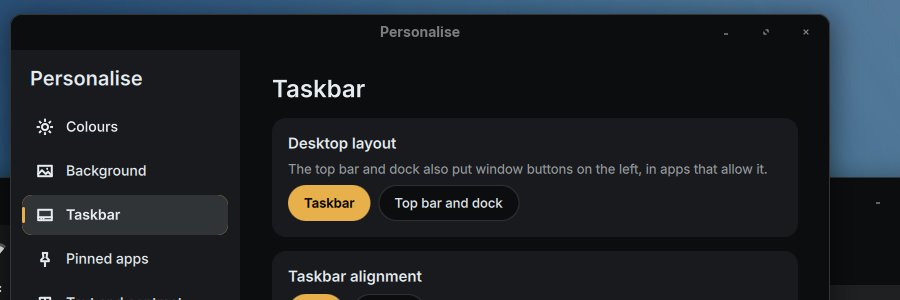 Personalise
Personalise
Colours
Background
Taskbar
Pinned apps
Taskbar
Desktop layout
The top bar and dock also put window buttons on the left, in apps that allow it.
Taskbar
Top bar and dock
Taskbar alignment